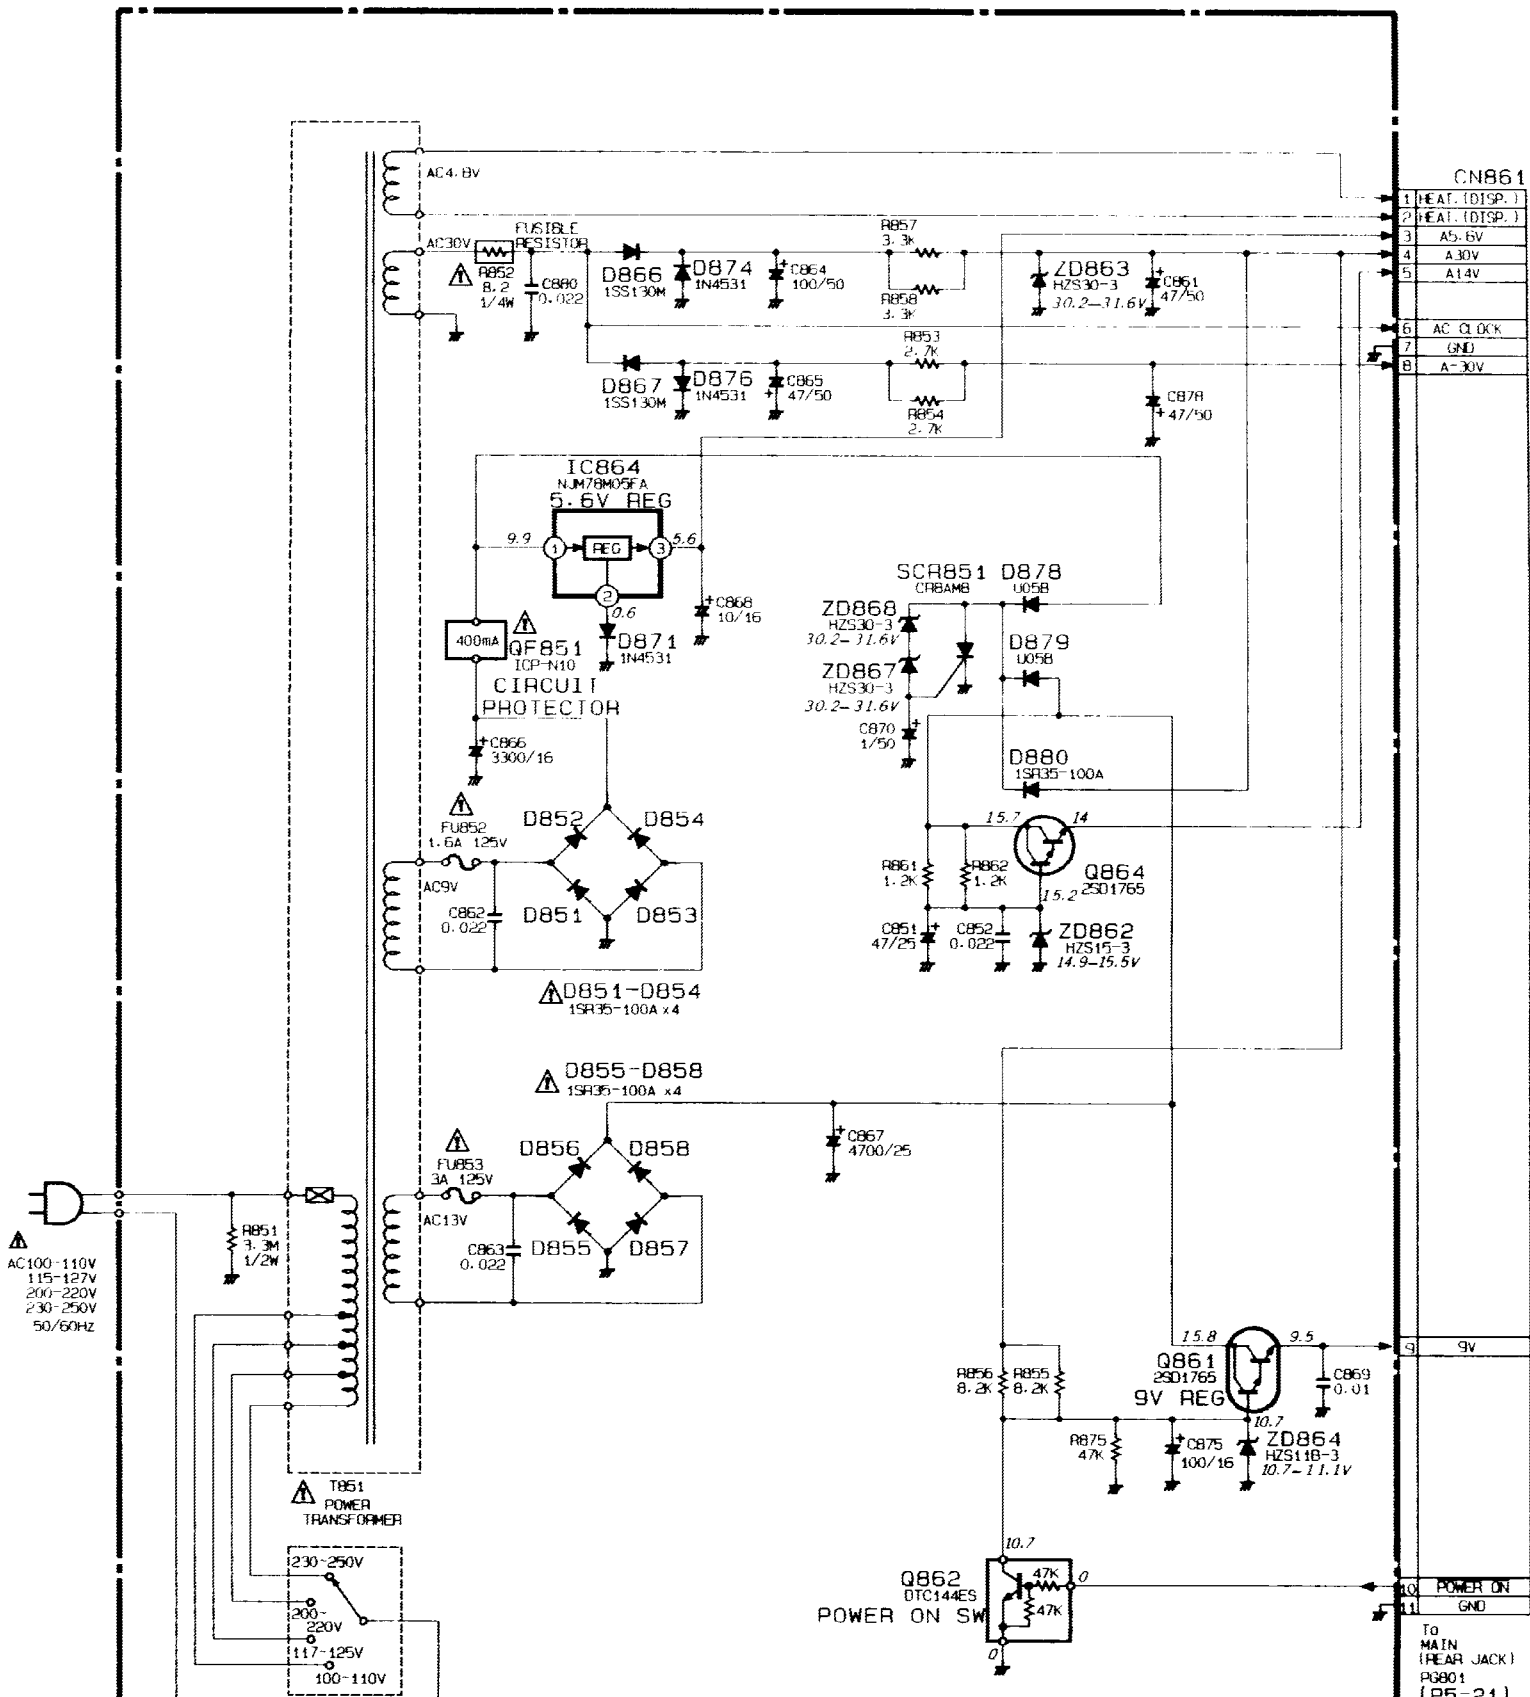 CN861
AC4.8V
1 HEAT.(DISP.)
2 HEAT.(DISP.)
3 A5.6V
4 A30V
5 A14V
6 AC CLOCK
7 GND
8 A-30V
AC30V
FUSIBLE
RESISTOR
R852
8.2
1/4W
C880
0.022
D866
1SS130M
D874
1N4531
C864
100/50
R857
3.3K
R858
3.3K
ZD863
HZS30-3
30.2-31.6V
C861
47/50
D867
1SS130M
D876
1N4531
C865
47/50
R853
2.7K
R854
2.7K
C878
47/50
IC864
NJM78M05FA
5.6V REG
9.9
1
REG
3
5.6
2
0.6
C868
10/16
D871
1N4531
400mA
QF851
ICP-N10
CIRCUIT
PROTECTOR
C866
3300/16
SCR851
CR8AM8
D878
U05B
ZD868
HZS30-3
30.2-31.6V
D879
U05B
ZD867
HZS30-3
30.2-31.6V
C870
1/50
D880
1SR35-100A
FU852
1.6A 125V
AC9V
C862
0.022
D852
D854
D851
D853
D851-D854
1SR35-100A x4
15.7
14
R861
1.2K
R862
1.2K
Q864
2SD1765
15.2
C851
47/25
C852
0.022
ZD862
HZS15-3
14.9-15.5V
D855-D858
1SR35-100A x4
FU853
3A 125V
AC13V
C863
0.022
D856
D858
D855
D857
C867
4700/25
AC100-110V
115-127V
200-220V
230-250V
50/60Hz
R851
3.3M
1/2W
15.8
9.5
9 9V
Q861
2SD1765
9V REG
C869
0.01
R856
8.2K
R855
8.2K
10.7
R875
47K
C875
100/16
ZD864
HZS11B-3
10.7-11.1V
T851
POWER
TRANSFORMER
230-250V
200-
220V
117-125V
100-110V
10.7
Q862
DTC144ES
POWER ON SW
47K
47K
0
0
10 POWER ON
11 GND
To
MAIN
(REAR JACK)
PG801
(P5-21)